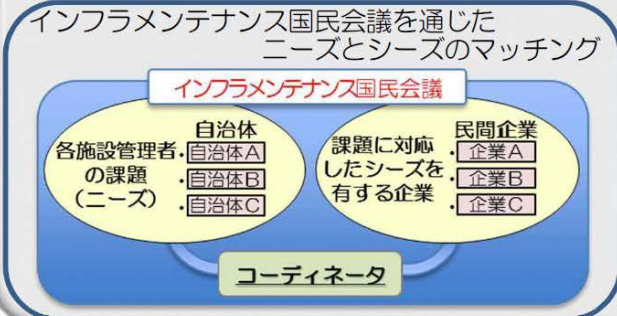 インフラメンテナンス国民会議を通じた
ニーズとシーズのマッチング
インフラメンテナンス国民会議
自治体
各施設管理者
の課題
（ニーズ）
・自治体A
・自治体B
・自治体C
民間企業
課題に対応
したシーズを
有する企業
・企業A
・企業B
・企業C
コーディネータ